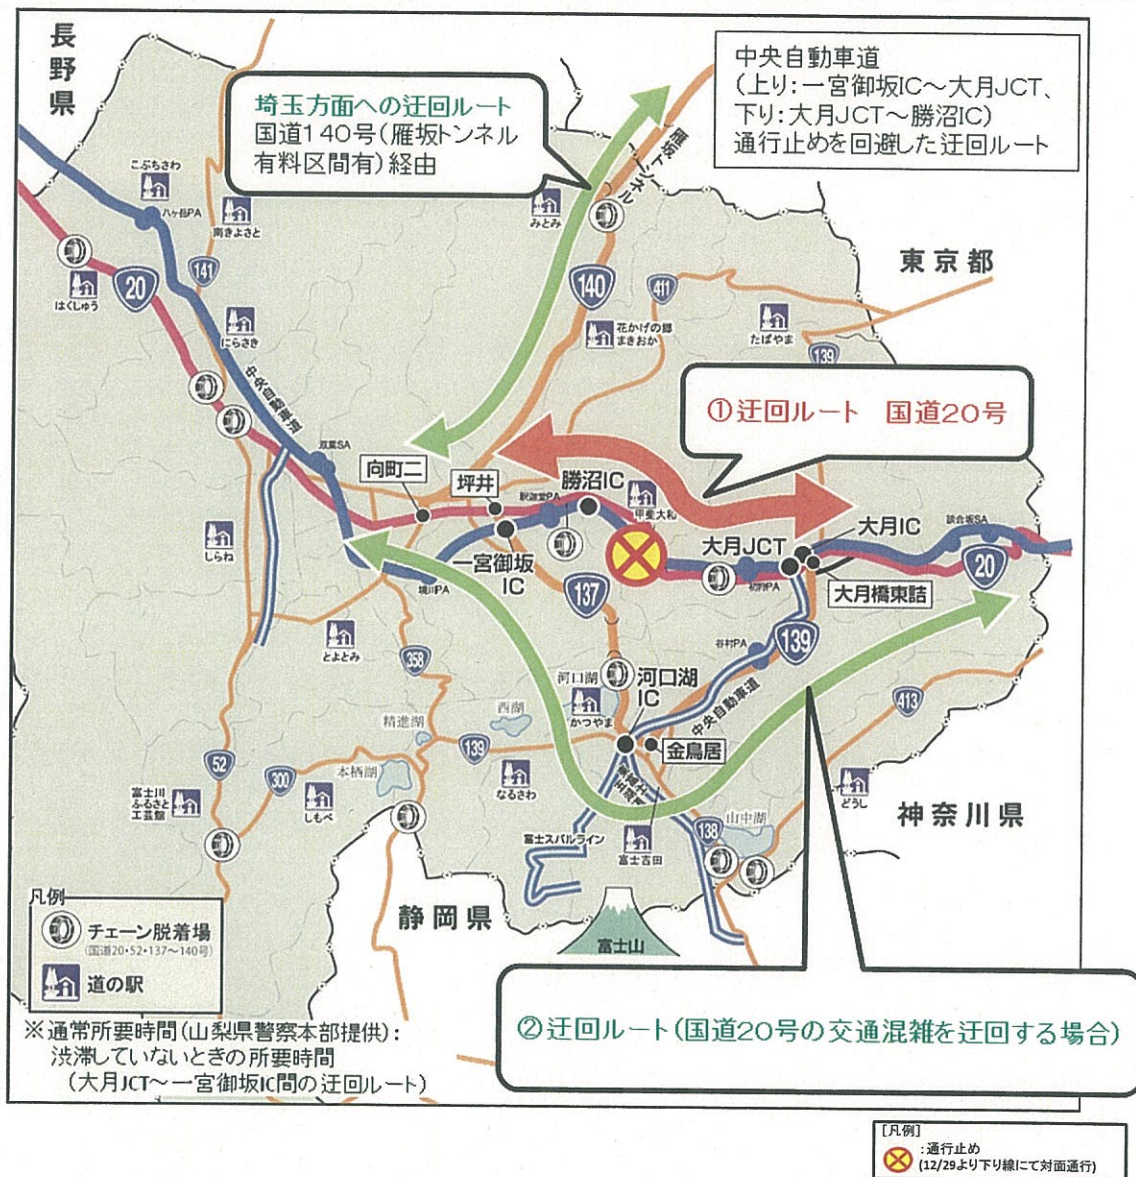 長野県
中央自動車道
(上り:一宮御坂IC～大月JCT、
下り:大月JCT～勝沼IC)
通行止めを回避した迂回ルート
埼玉方面への迂回ルート
国道140号(雁坂トンネル
有料区間有)経由
雁坂トンネル
こぶちさわ
八ヶ岳PA
南きよさと
みとみ
東京都
はくしゅう
20
141
140
411
にらさき
花かげの郷
まきおか
たばやま
139
中央自動車道
①迂回ルート 国道20号
双葉SA
向町二
坪井
釈迦堂PA
勝沼IC
甲斐大和
大月IC
談合坂SA
しらね
一宮御坂
IC
大月JCT
初狩PA
20
境川PA
137
大月橋東詰
とよとみ
358
谷村PA
139
河口湖
河口湖
IC
中央自動車道
西湖
かつやま
精進湖
139
413
金鳥居
本栖湖
52
300
なるさわ
富士川
ふるさと
工芸館
しもべ
どうし
神奈川県
138
山中湖
富士スバルライン
富士吉田
凡例
チェーン脱着場
(国道20・52・137～140号)
道の駅
静岡県
富士山
②迂回ルート(国道20号の交通混雑を迂回する場合)
※通常所要時間(山梨県警察本部提供):
渋滞していないときの所要時間
(大月JCT～一宮御坂IC間の迂回ルート)
[凡例]
:通行止め
(12/29より下り線にて対面通行)